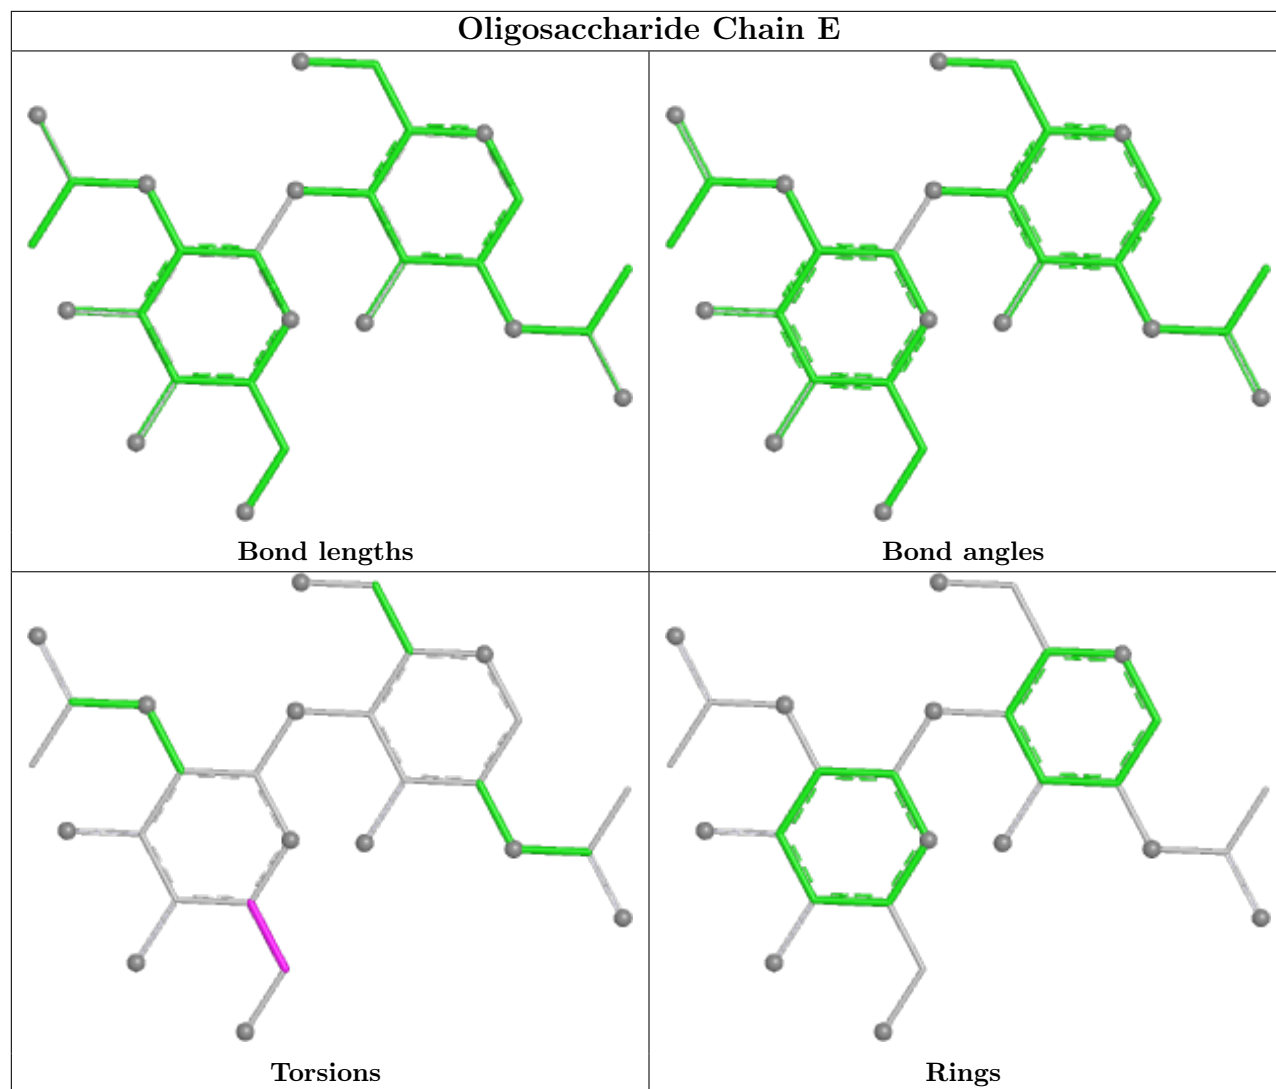 Oligosaccharide Chain E
Bond lengths
Bond angles
Torsions
Rings